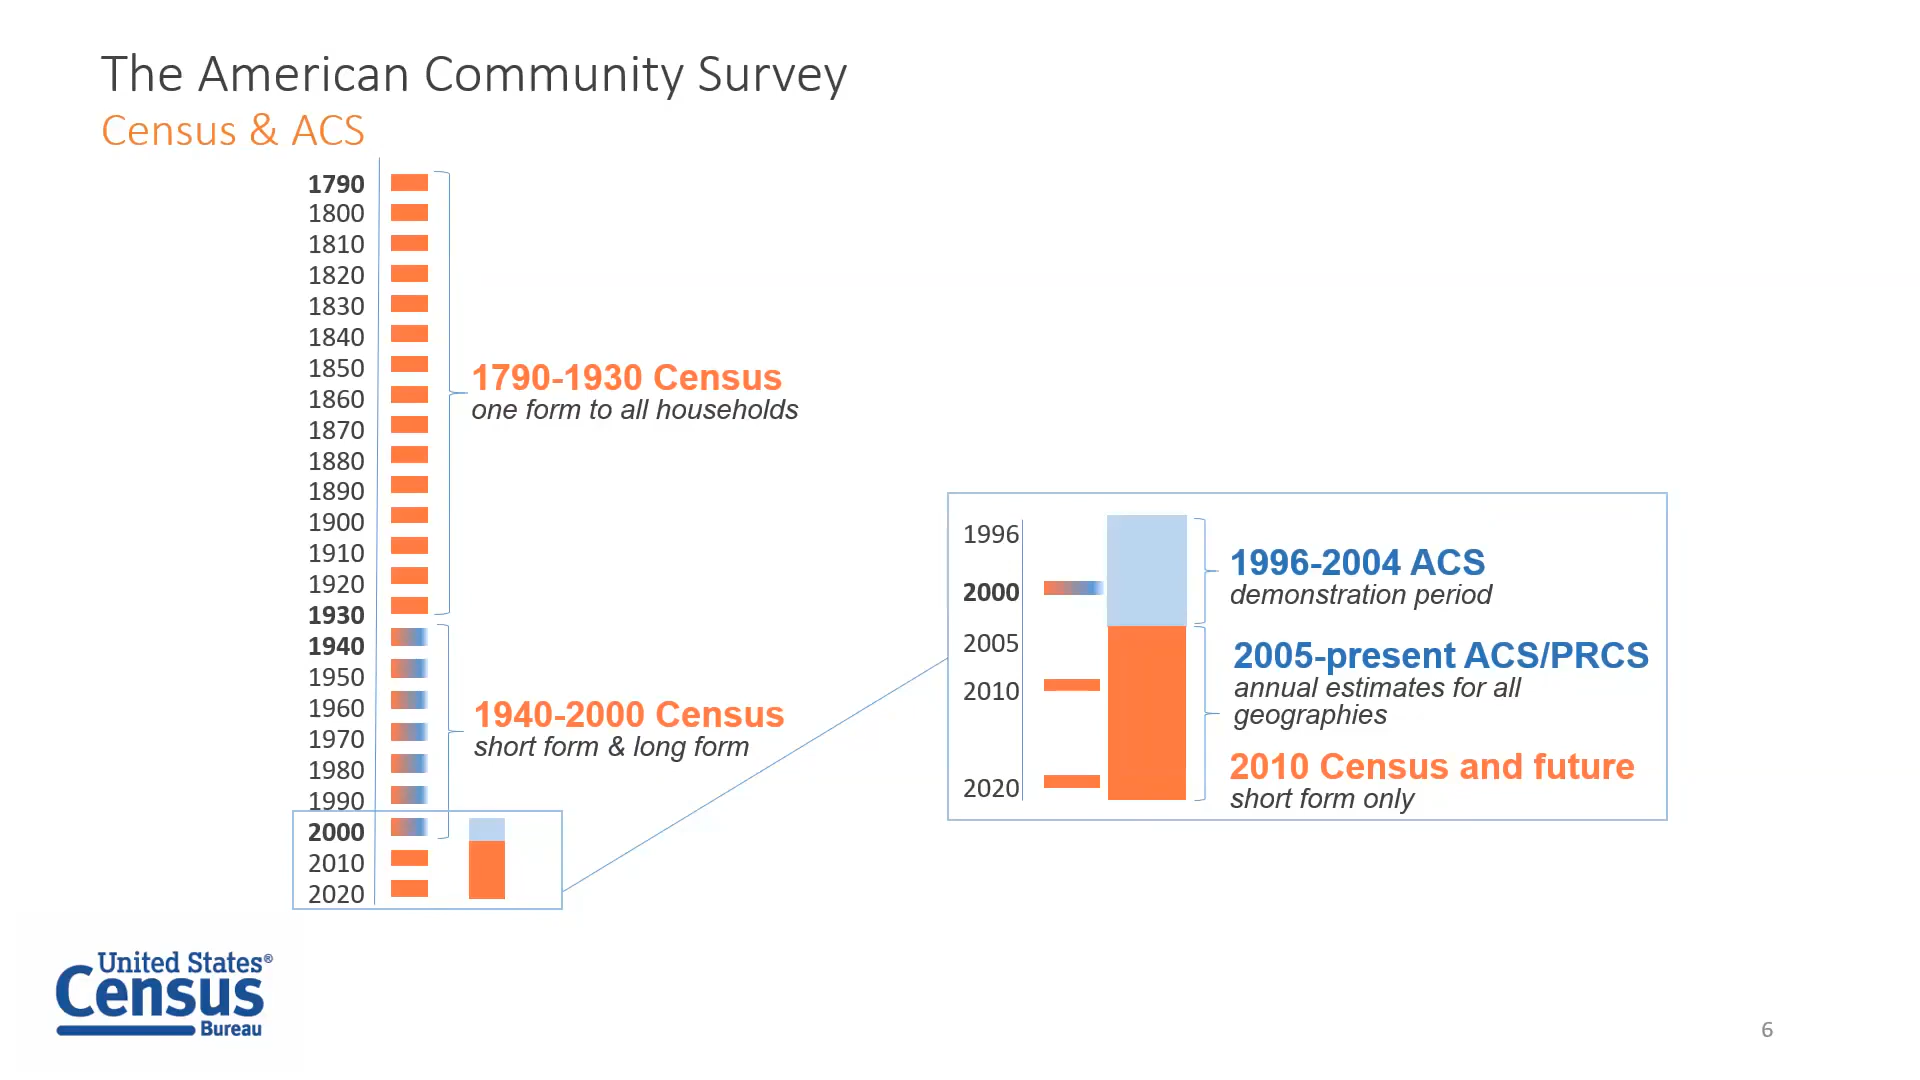 The American Community Survey
Census & ACS
1790
1800
1810
1820
1830
1840
1850
1860
1870
1880
1890
1900
1910
1920
1930
1940
1950
1960
1970
1980
1990
2000
2010
2020
1790-1930 Census
one form to all households
1940-2000 Census
short form & long form
1996
2000
2005
2010
2020
1996-2004 ACS
demonstration period
2005-present ACS/PRCS
annual estimates for all
geographies
2010 Census and future
short form only
United States®
Census
Bureau
6